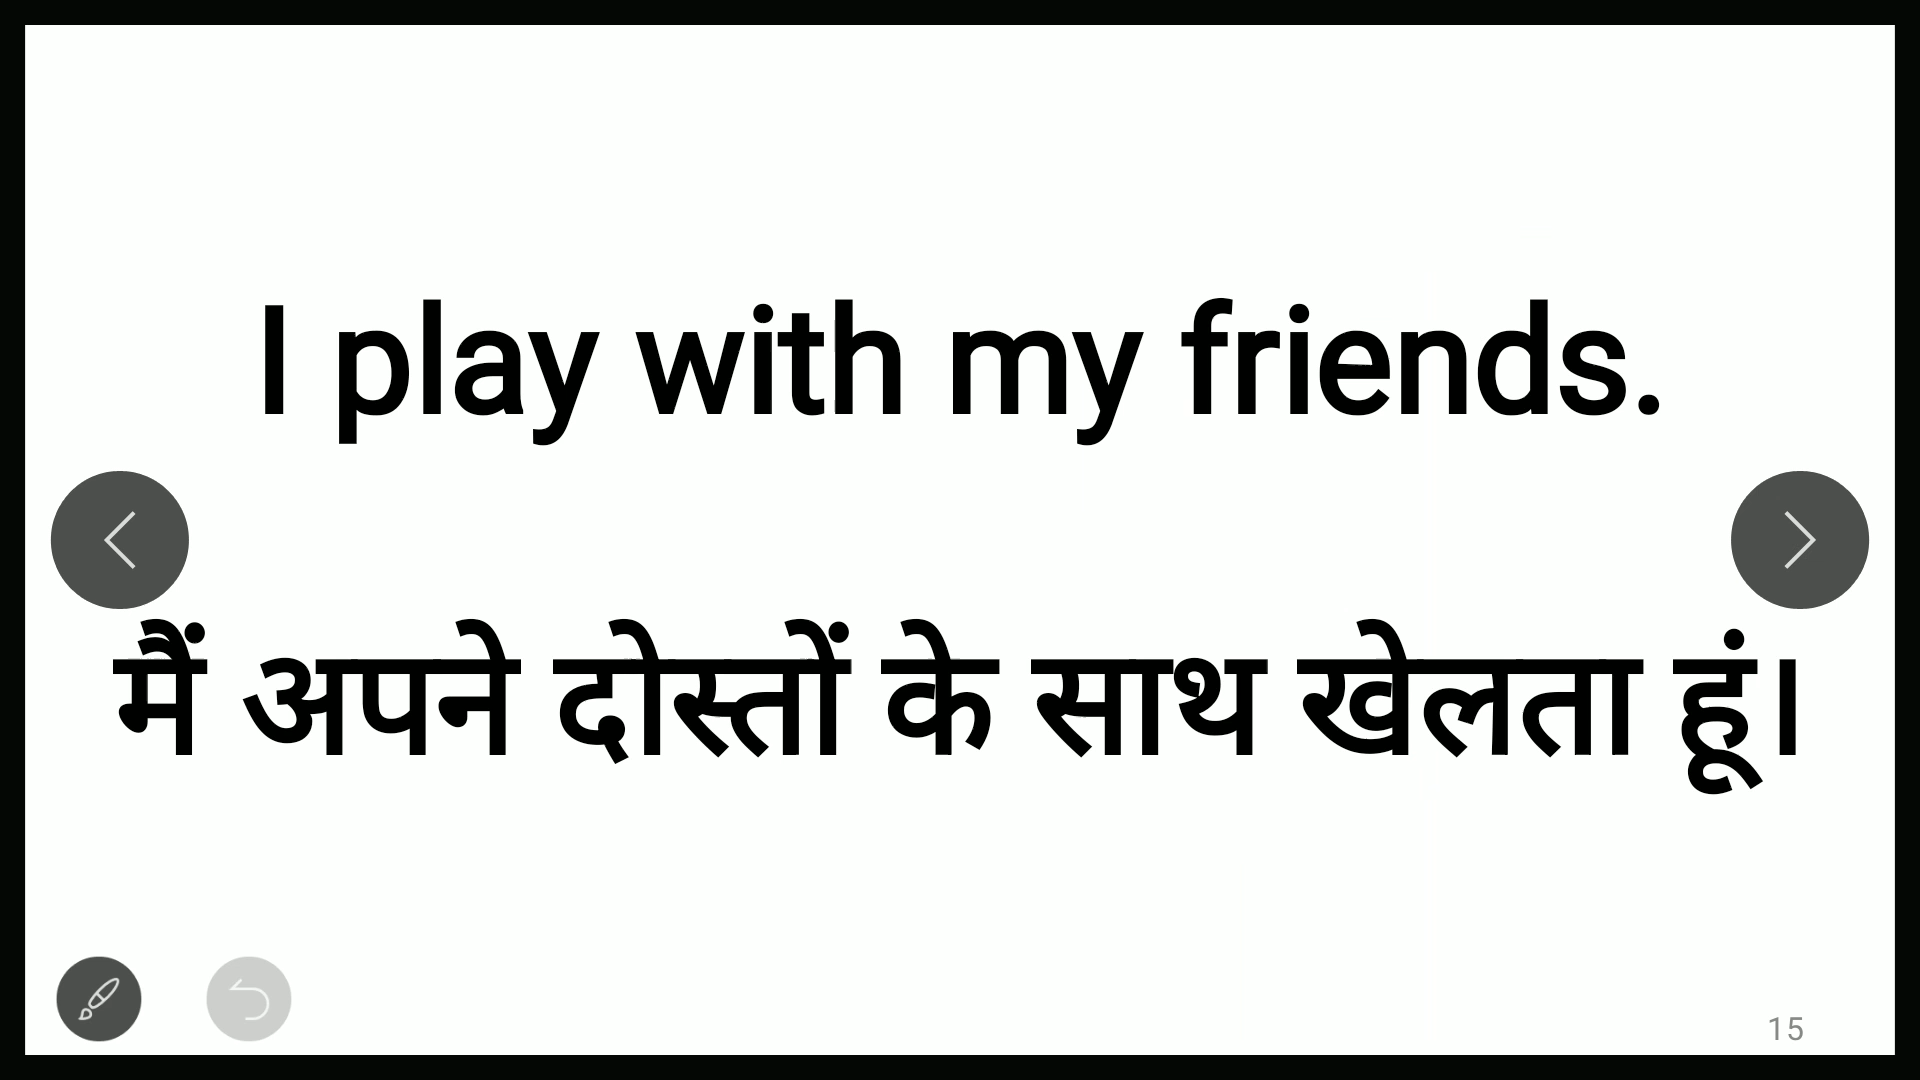 I play with my friends.
मैं अपने दोस्तों के साथ खेलता हूं।
15